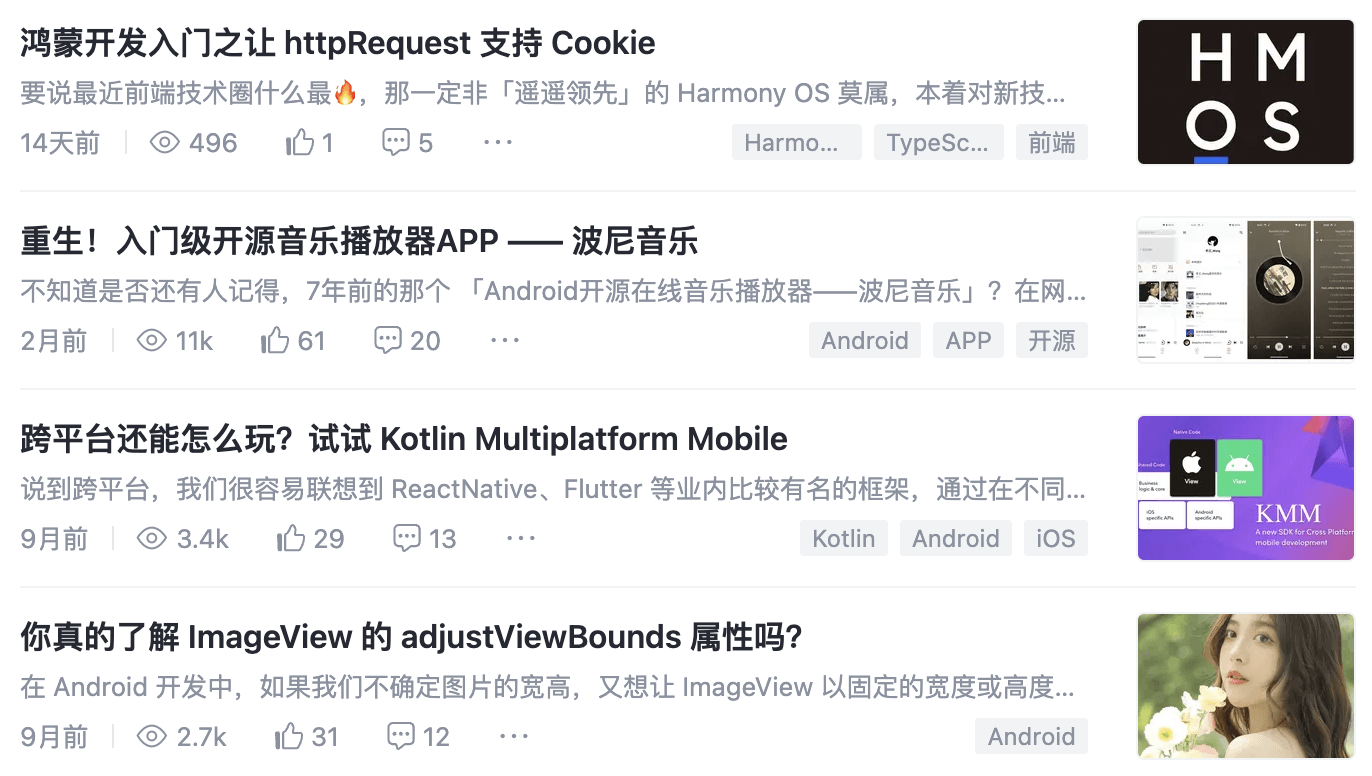 鸿蒙开发入门之让 httpRequest 支持 Cookie
要说最近前端技术圈什么最🔥，那一定非「遥遥领先」的 Harmony OS 莫属，本着对新技...
14天前 496 1 5 ... Harmo... TypeSc... 前端
HM
OS
重生！入门级开源音乐播放器APP —— 波尼音乐
不知道是否还有人记得，7年前的那个 「Android开源在线音乐播放器——波尼音乐」？在网...
2月前 11k 61 20 ... Android APP 开源
跨平台还能怎么玩？试试 Kotlin Multiplatform Mobile
说到跨平台，我们很容易联想到 ReactNative、Flutter 等业内比较有名的框架，通过在不同...
9月前 3.4k 29 13 ... Kotlin Android iOS
Native Code
Shared Code
View View
Business
logic & core
iOS
specific APIs
Android
specific APIs
KMM
A new SDK for Cross Platform
mobile development
你真的了解 ImageView 的 adjustViewBounds 属性吗?
在 Android 开发中，如果我们不确定图片的宽高，又想让 ImageView 以固定的宽度或高度...
9月前 2.7k 31 12 ... Android